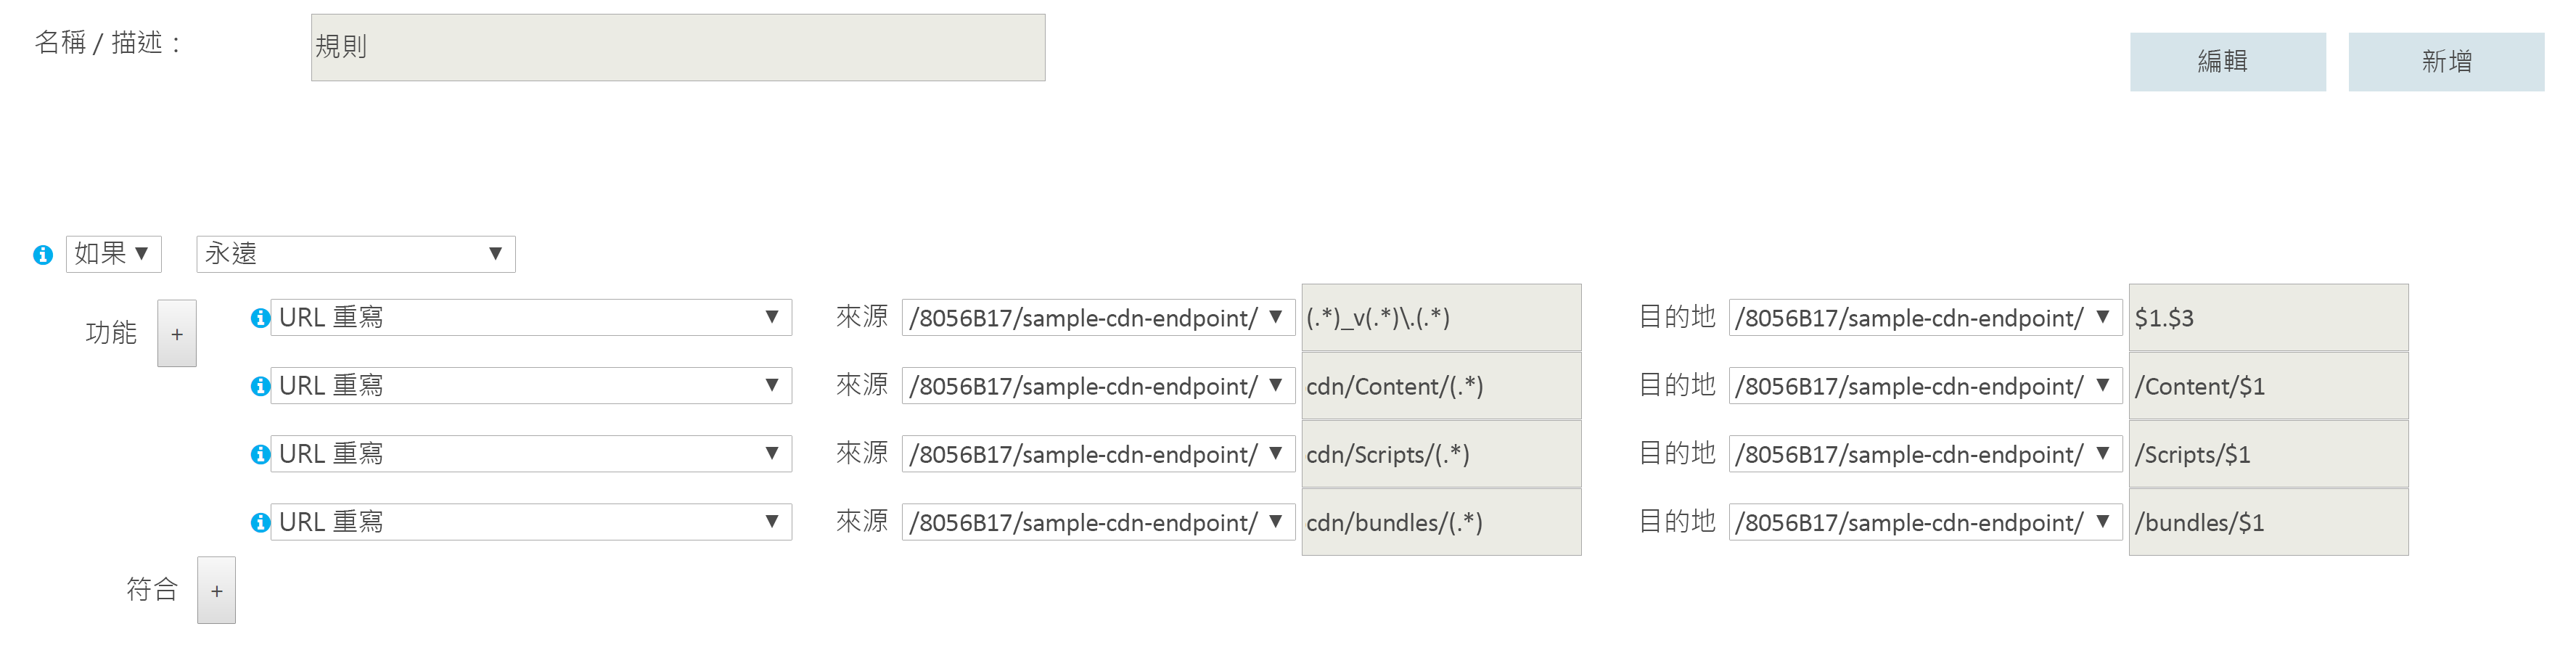 名稱 / 描述：
規則
編輯
新增
如果 ▼ 永遠 ▼
功能 + URL 重寫 ▼ 來源 /8056B17/sample-cdn-endpoint/ ▼ (.*)_v(.*)\.(.*) 目的地 /8056B17/sample-cdn-endpoint/ ▼ $1.$3
URL 重寫 ▼ 來源 /8056B17/sample-cdn-endpoint/ ▼ cdn/Content/(.*) 目的地 /8056B17/sample-cdn-endpoint/ ▼ /Content/$1
URL 重寫 ▼ 來源 /8056B17/sample-cdn-endpoint/ ▼ cdn/Scripts/(.*) 目的地 /8056B17/sample-cdn-endpoint/ ▼ /Scripts/$1
URL 重寫 ▼ 來源 /8056B17/sample-cdn-endpoint/ ▼ cdn/bundles/(.*) 目的地 /8056B17/sample-cdn-endpoint/ ▼ /bundles/$1
符合 +